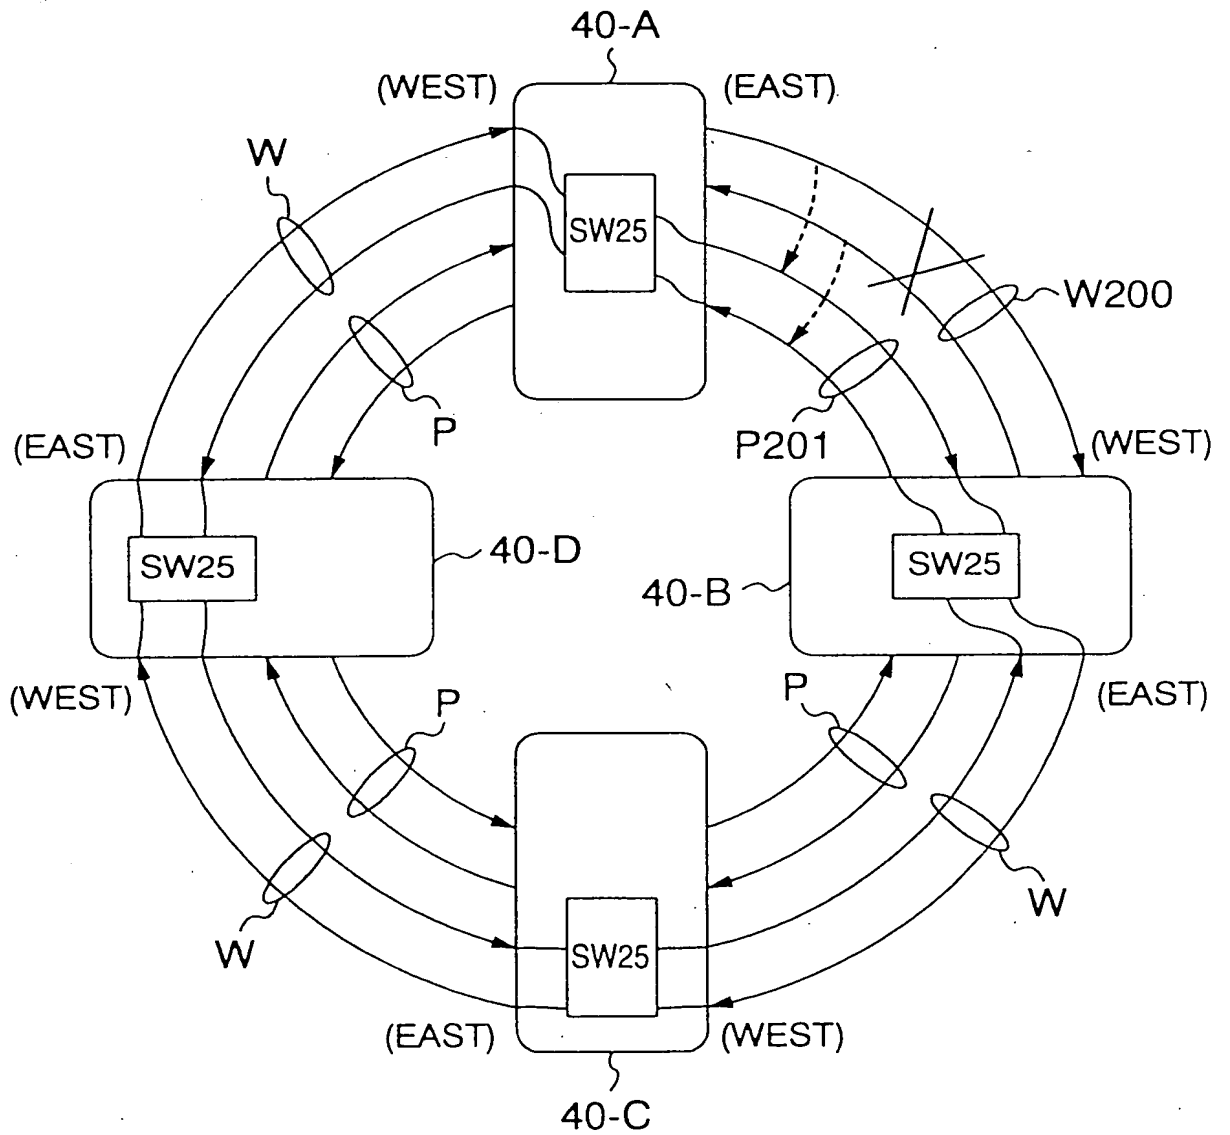 40-A
(WEST)
(EAST)
W
SW25
W200
P
P201
(EAST)
(WEST)
SW25
40-D
40-B
SW25
(WEST)
P
P
(EAST)
W
SW25
W
(EAST)
(WEST)
40-C